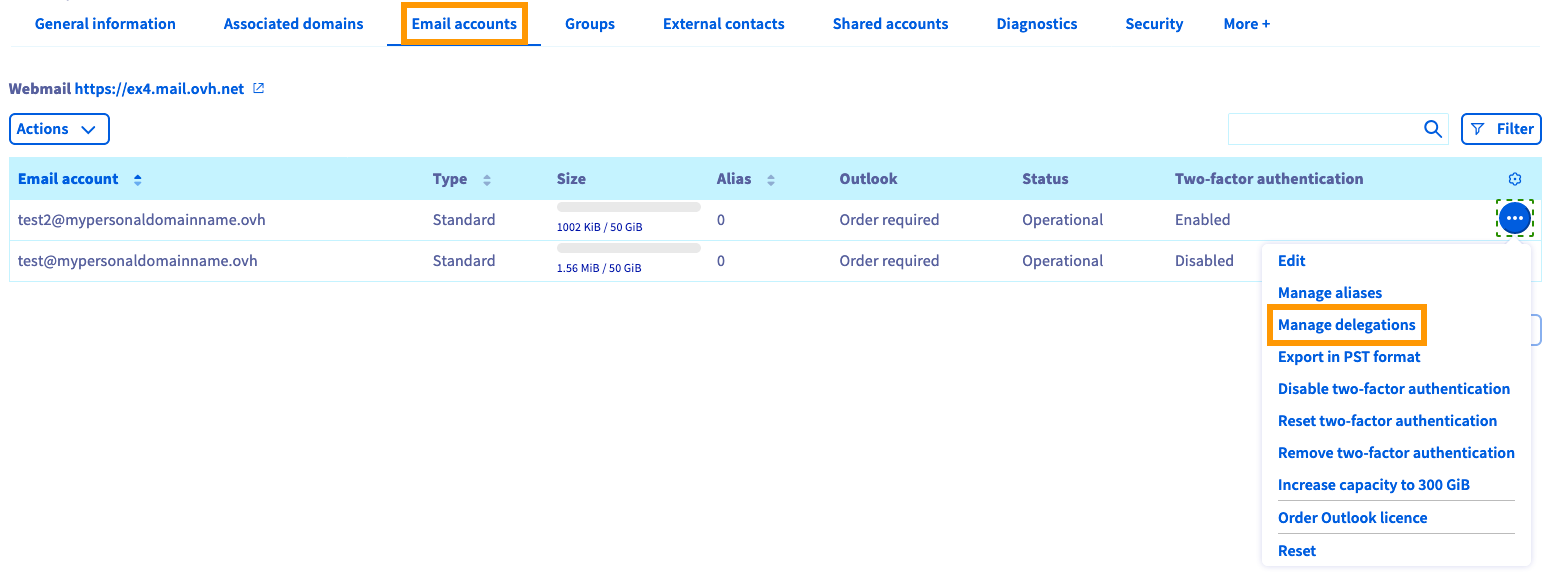 General information Associated domains Email accounts Groups External contacts Shared accounts Diagnostics Security More +
Webmail https://ex4.mail.ovh.net
Actions Filter
Email account Type Size Alias Outlook Status Two-factor authentication
test2@mypersonaldomainname.ovh Standard 1002 KiB / 50 GiB 0 Order required Operational Enabled
test@mypersonaldomainname.ovh Standard 1.56 MiB / 50 GiB 0 Order required Operational Disabled
Edit
Manage aliases
Manage delegations
Export in PST format
Disable two-factor authentication
Reset two-factor authentication
Remove two-factor authentication
Increase capacity to 300 GiB
Order Outlook licence
Reset